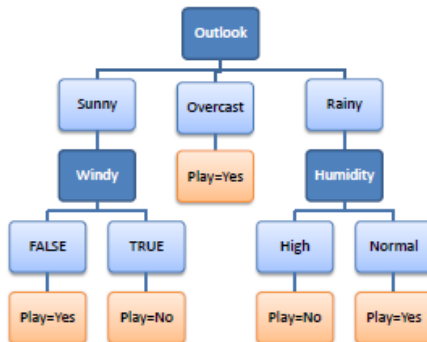 Outlook
Sunny
Overcast
Rainy
Windy
Play=Yes
Humidity
FALSE
TRUE
High
Normal
Play=Yes
Play=No
Play=No
Play=Yes